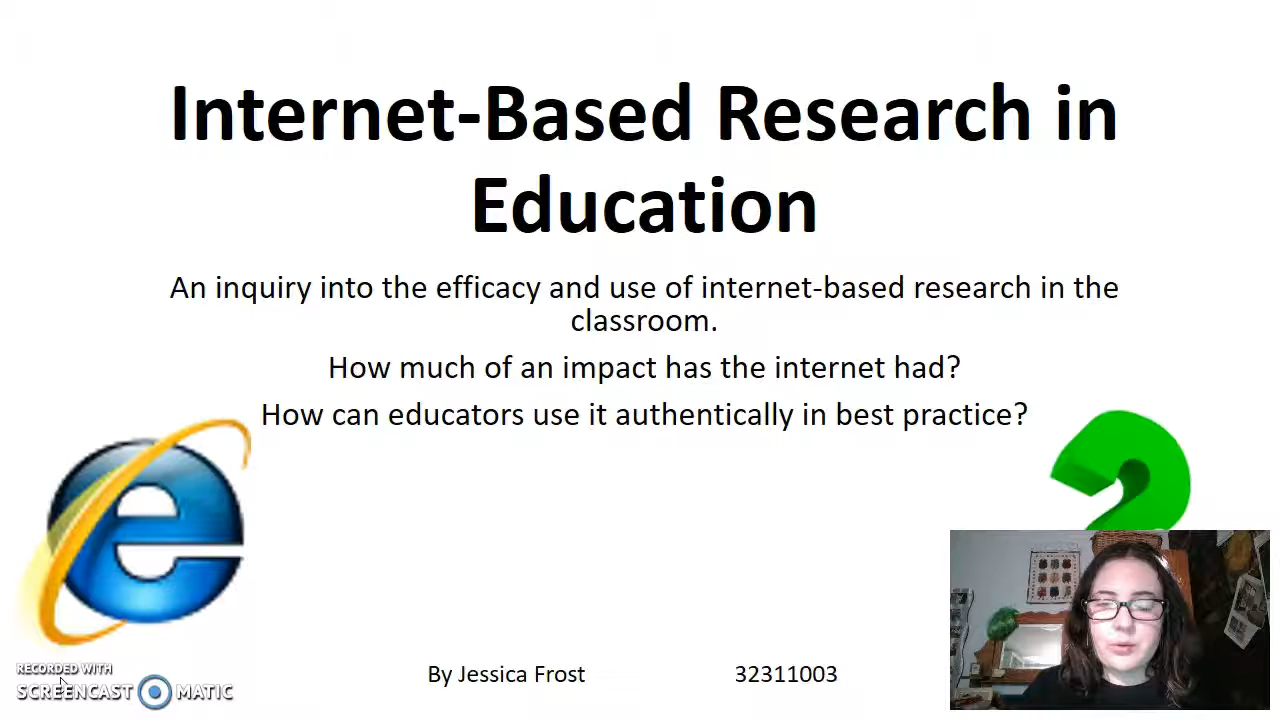 Internet-Based Research in
Education
An inquiry into the efficacy and use of internet-based research in the
classroom.
How much of an impact has the internet had?
How can educators use it authentically in best practice?
RECORDED WITH
SCREENCAST MATIC
By Jessica Frost 32311003